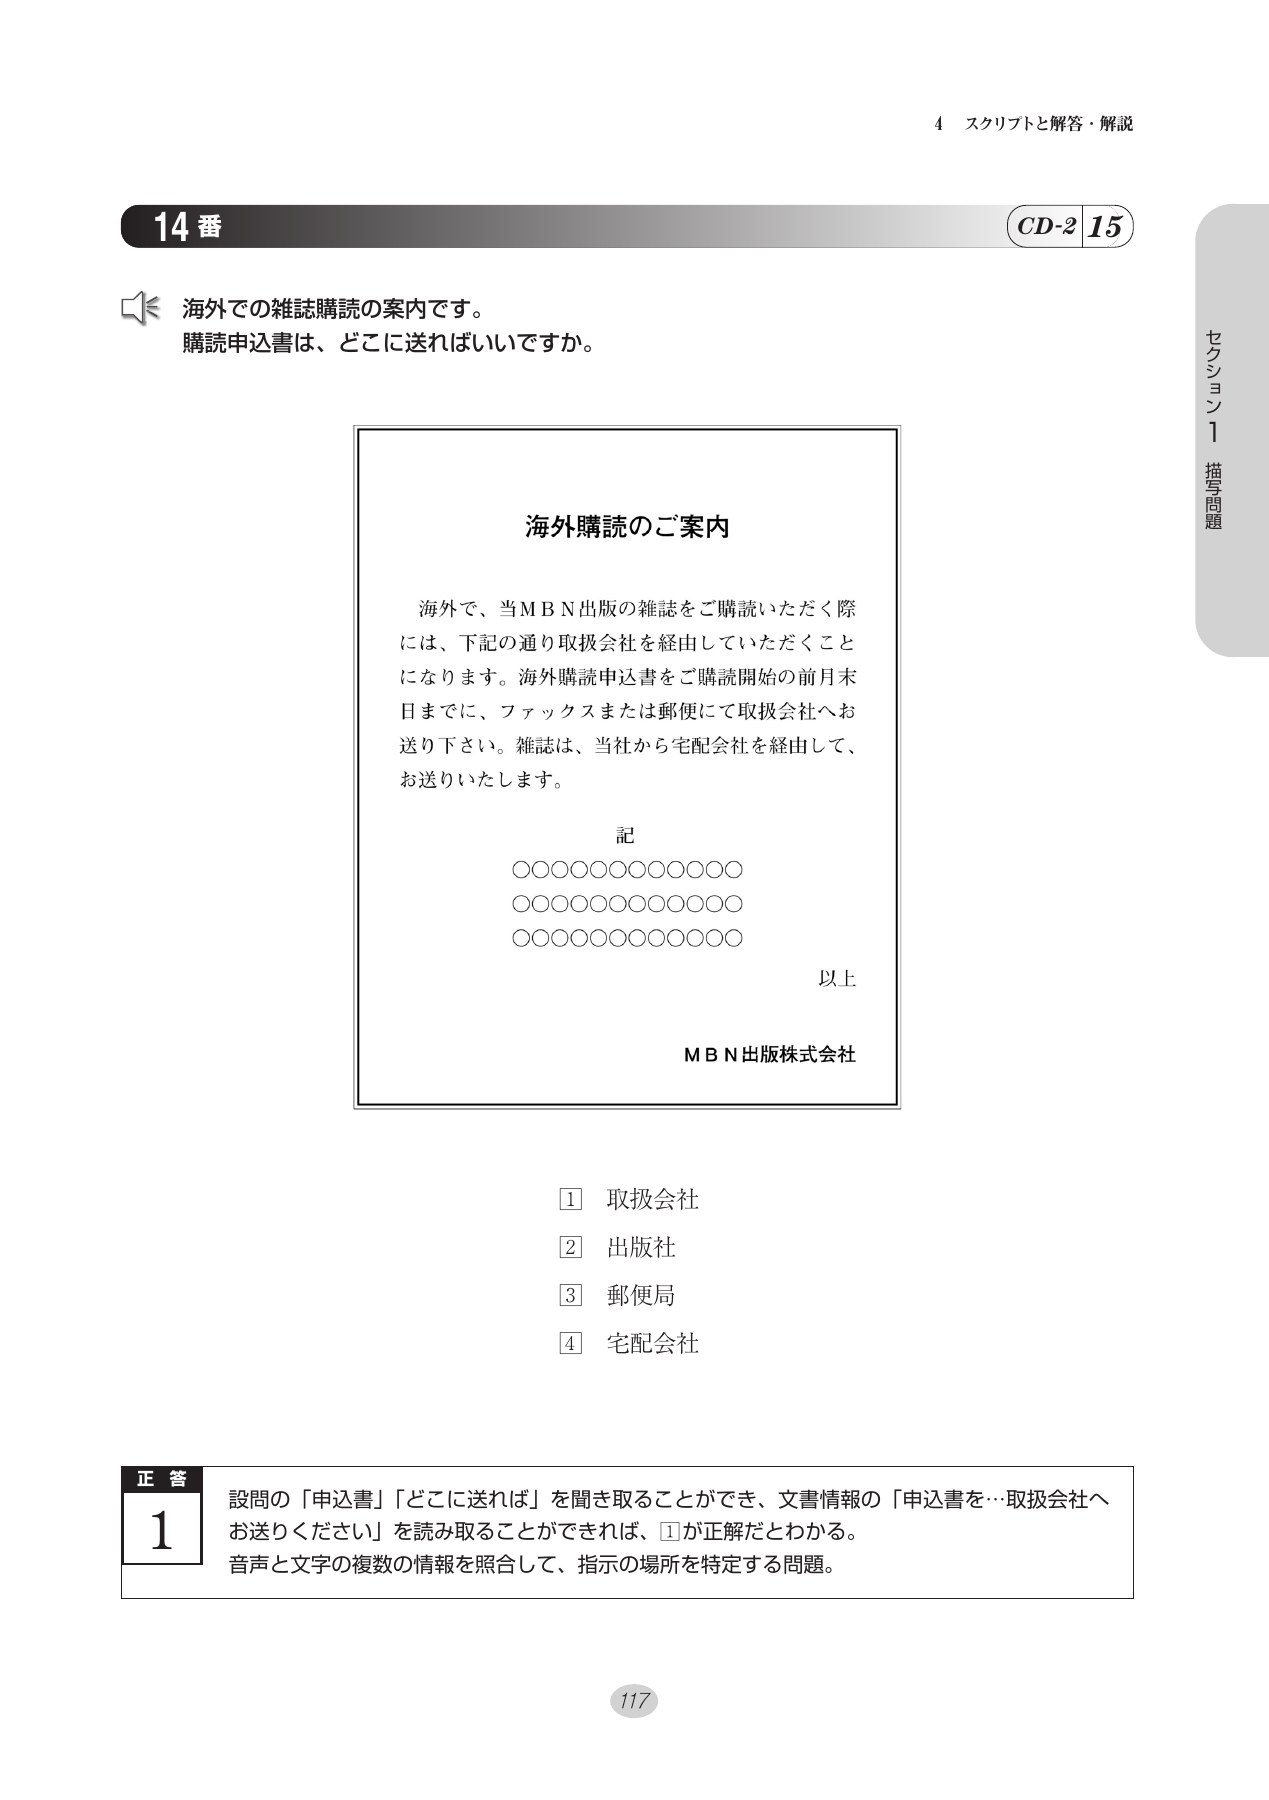 4 スクリプトと解答・解説
14 番
CD-2 15
海外での雑誌購読の案内です。
購読申込書は、どこに送ればいいですか。
セクション1 描写問題
海外購読のご案内
海外で、当ＭＢＮ出版の雑誌をご購読いただく際
には、下記の通り取扱会社を経由していただくこと
になります。海外購読申込書をご購読開始の前月末
日までに、ファックスまたは郵便にて取扱会社へお
送り下さい。雑誌は、当社から宅配会社を経由して、
お送りいたします。
記
○○○○○○○○○○○○
○○○○○○○○○○○○
○○○○○○○○○○○○
以上
ＭＢＮ出版株式会社
1 取扱会社
2 出版社
3 郵便局
4 宅配会社
正 答
1
設問の「申込書」「どこに送れば」を聞き取ることができ、文書情報の「申込書を…取扱会社へ
お送りください」を読み取ることができれば、1が正解だとわかる。
音声と文字の複数の情報を照合して、指示の場所を特定する問題。
117